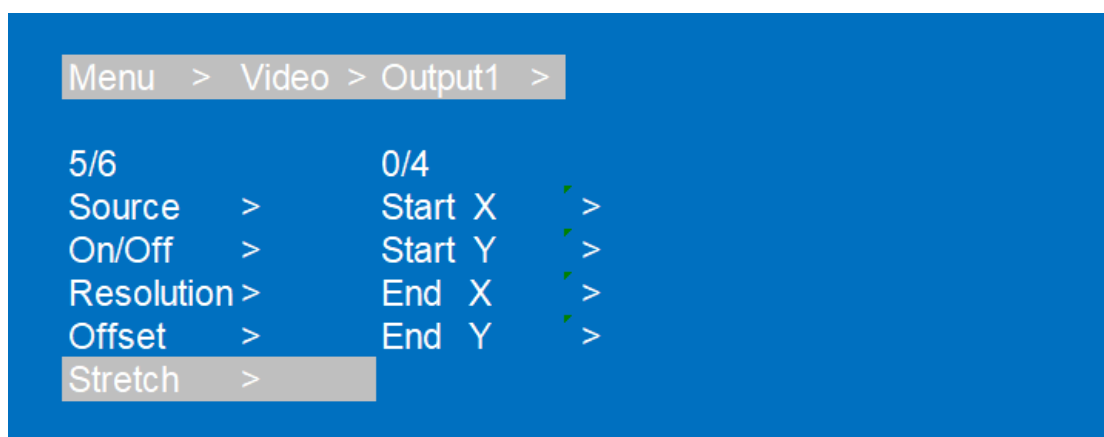 Menu > Video > Output1 >
5/6 0/4
Source > Start X >
On/Off > Start Y >
Resolution > End X >
Offset > End Y >
Stretch >